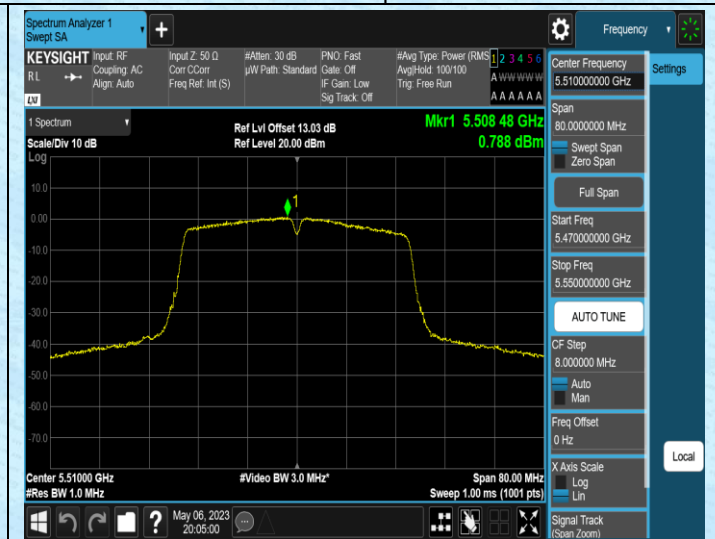 Spectrum Analyzer 1
Swept SA
+
Frequency
KEYSIGHT
RL
LXI
Input: RF
Coupling: AC
Align: Auto
Input Z: 50 Ω
Corr CCorr
Freq Ref: Int (S)
#Atten: 30 dB
µW Path: Standard
PNO: Fast
Gate: Off
IF Gain: Low
Sig Track: Off
#Avg Type: Power (RMS
Avg|Hold: 100/100
Trig: Free Run
1 2 3 4 5 6
A W W W W W
A A A A A A
1 Spectrum
Scale/Div 10 dB
Log
Ref Lvl Offset 13.03 dB
Ref Level 20.00 dBm
Mkr1 5.508 48 GHz
0.788 dBm
1
10.0
0.00
-10.0
-20.0
-30.0
-40.0
-50.0
-60.0
-70.0
Center 5.51000 GHz
#Res BW 1.0 MHz
#Video BW 3.0 MHz*
Span 80.00 MHz
Sweep 1.00 ms (1001 pts)
?
May 06, 2023
20:05:00
Center Frequency
5.510000000 GHz
Span
80.0000000 MHz
Swept Span
Zero Span
Full Span
Start Freq
5.470000000 GHz
Stop Freq
5.550000000 GHz
AUTO TUNE
CF Step
8.000000 MHz
Auto
Man
Freq Offset
0 Hz
X Axis Scale
Log
Lin
Signal Track
(Span Zoom)
Settings
Local